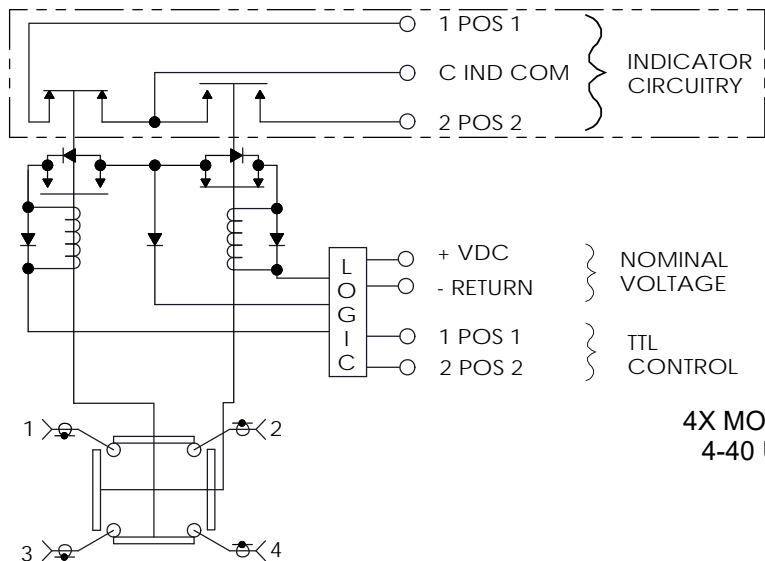 1 POS 1
C IND COM
2 POS 2
INDICATOR
CIRCUITRY
LOGIC
+ VDC
- RETURN
NOMINAL
VOLTAGE
1 POS 1
2 POS 2
TTL
CONTROL
1
2
3
4
4-40
4X